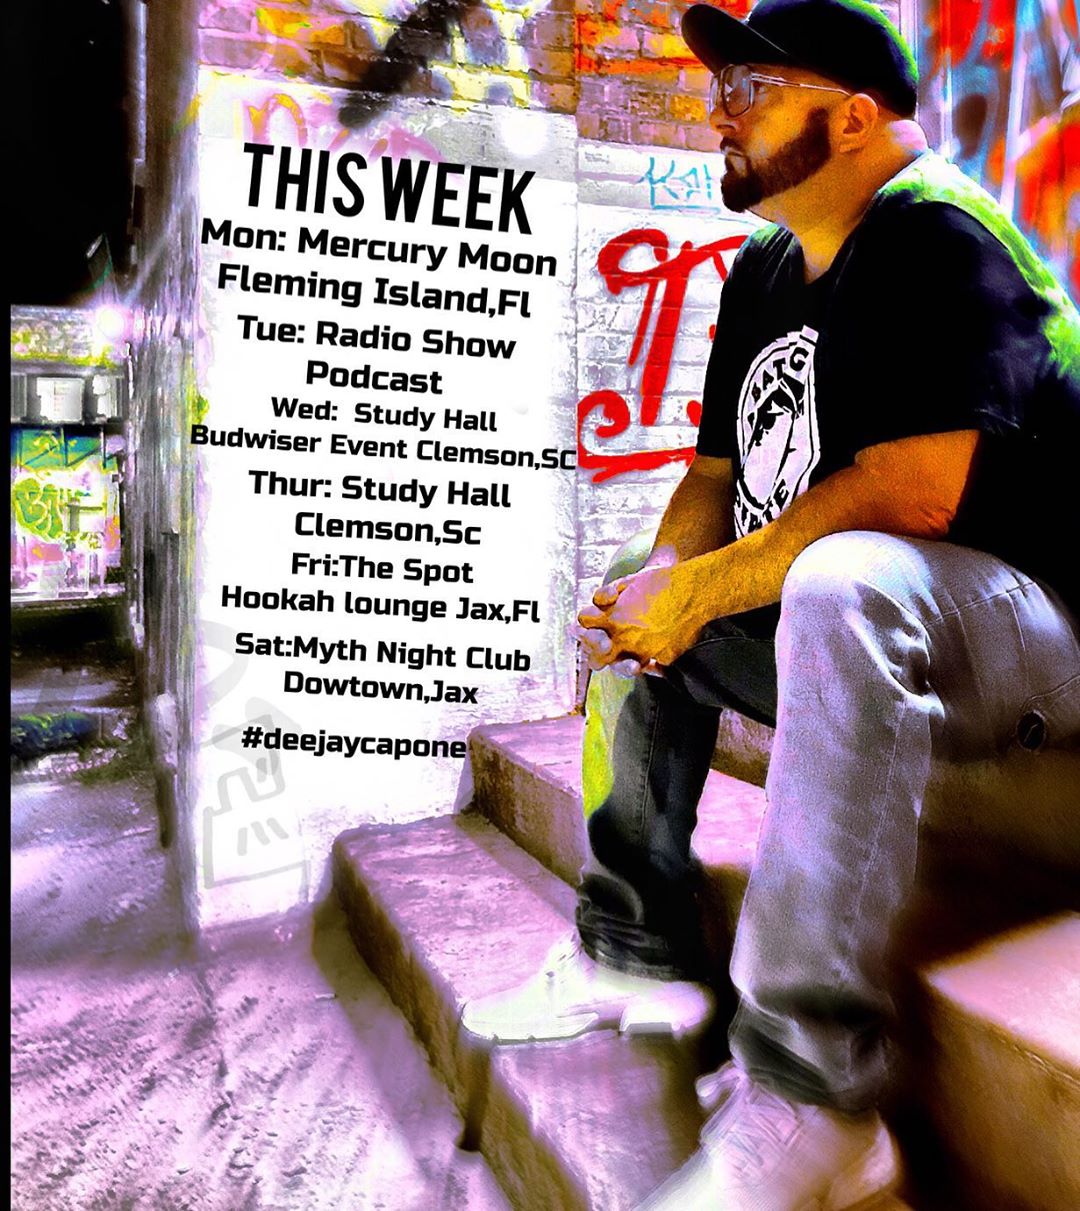 THIS WEEK
Mon: Mercury Moon
Fleming Island,Fl
Tue: Radio Show
Podcast
Wed: Study Hall
Budwiser Event Clemson,SC
Thur: Study Hall
Clemson,Sc
Fri:The Spot
Hookah lounge Jax,Fl
Sat:Myth Night Club
Dowtown,Jax
#deejaycapone